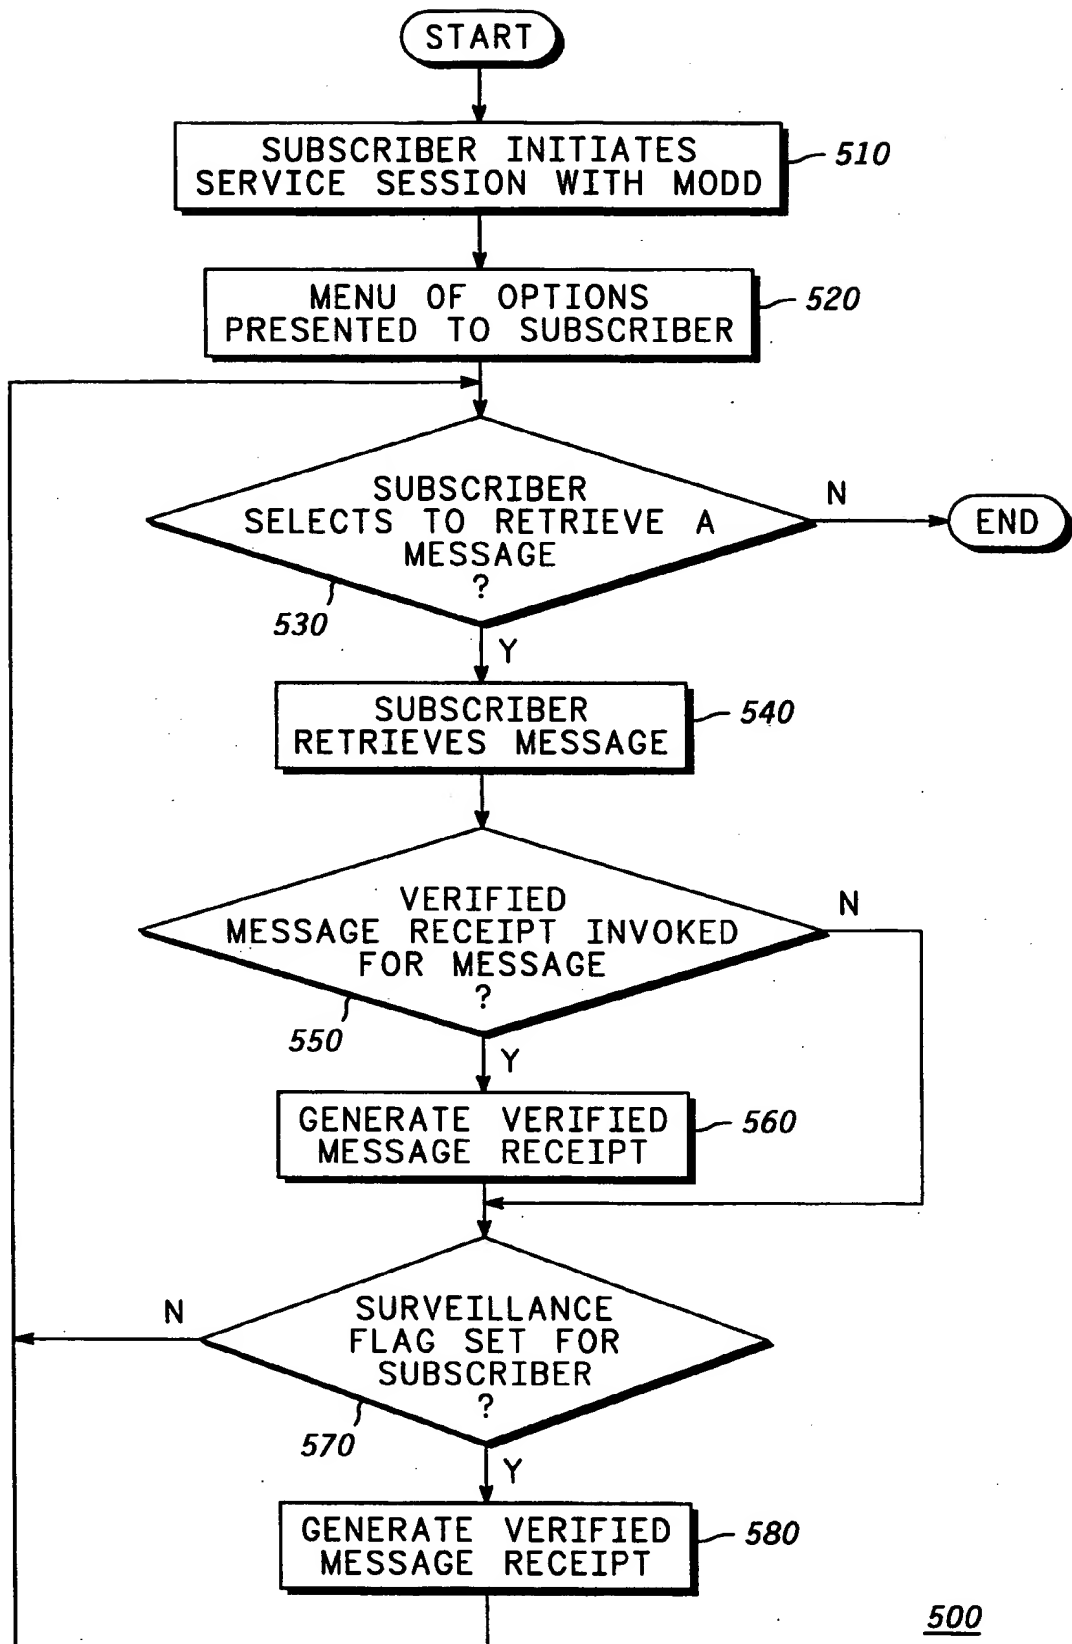 START
SUBSCRIBER INITIATES
SERVICE SESSION WITH MODD
510
MENU OF OPTIONS
PRESENTED TO SUBSCRIBER
520
SUBSCRIBER
SELECTS TO RETRIEVE A
MESSAGE
?
530
N
END
Y
SUBSCRIBER
RETRIEVES MESSAGE
540
VERIFIED
MESSAGE RECEIPT INVOKED
FOR MESSAGE
?
550
N
Y
GENERATE VERIFIED
MESSAGE RECEIPT
560
SURVEILLANCE
FLAG SET FOR
SUBSCRIBER
?
570
N
Y
GENERATE VERIFIED
MESSAGE RECEIPT
580
500